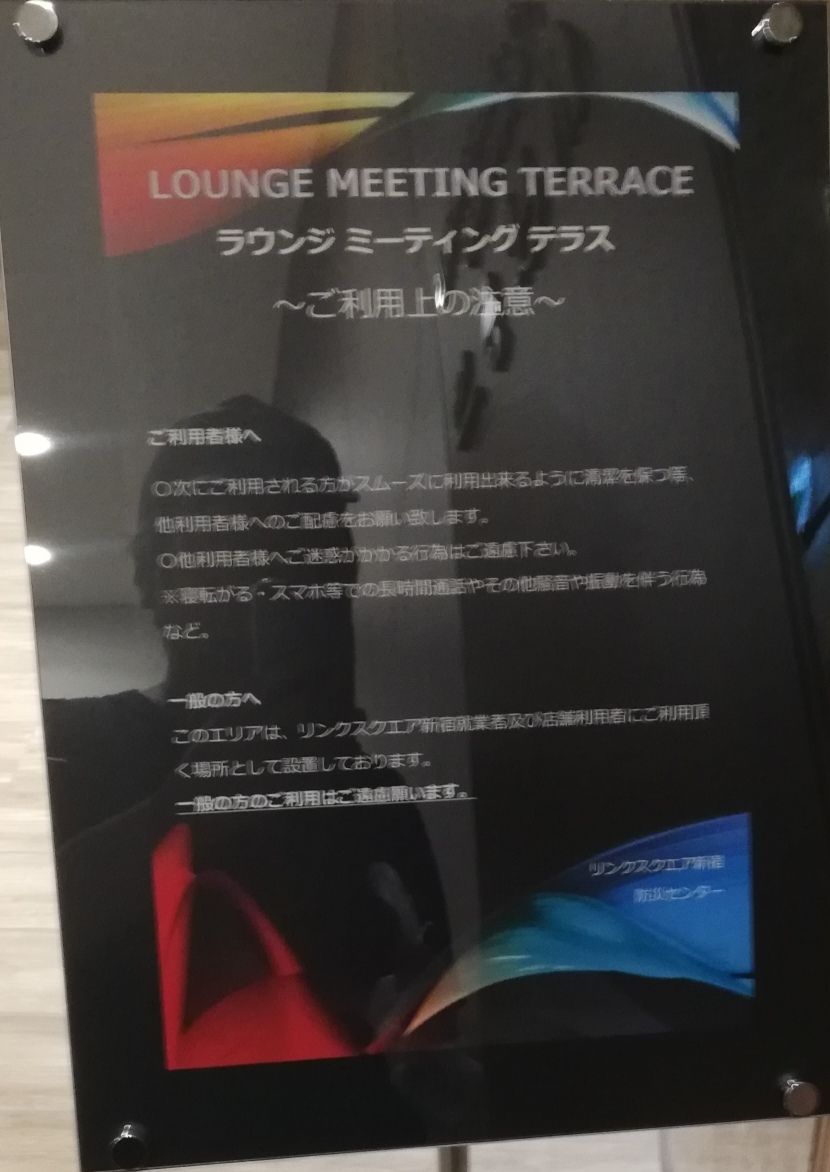 LOUNGE MEETING TERRACE
ラウンジ ミーティング テラス
～ご利用上の注意～
ご利用者様へ
○次にご利用される方がスムーズに利用出来るように清潔を保つ等、
他利用者様へのご配慮をお願い致します。
○他利用者様へご迷惑がかかる行為はご遠慮下さい。
※寝転がる・スマホ等での長時間通話やその他騒音や振動を伴う行為
など。
一般の方へ
このエリアは、リンクスクエア新宿就業者及び店舗利用者にご利用頂
く場所として設置しております。
一般の方のご利用はご遠慮願います。
リンクスクエア新宿
防災センター